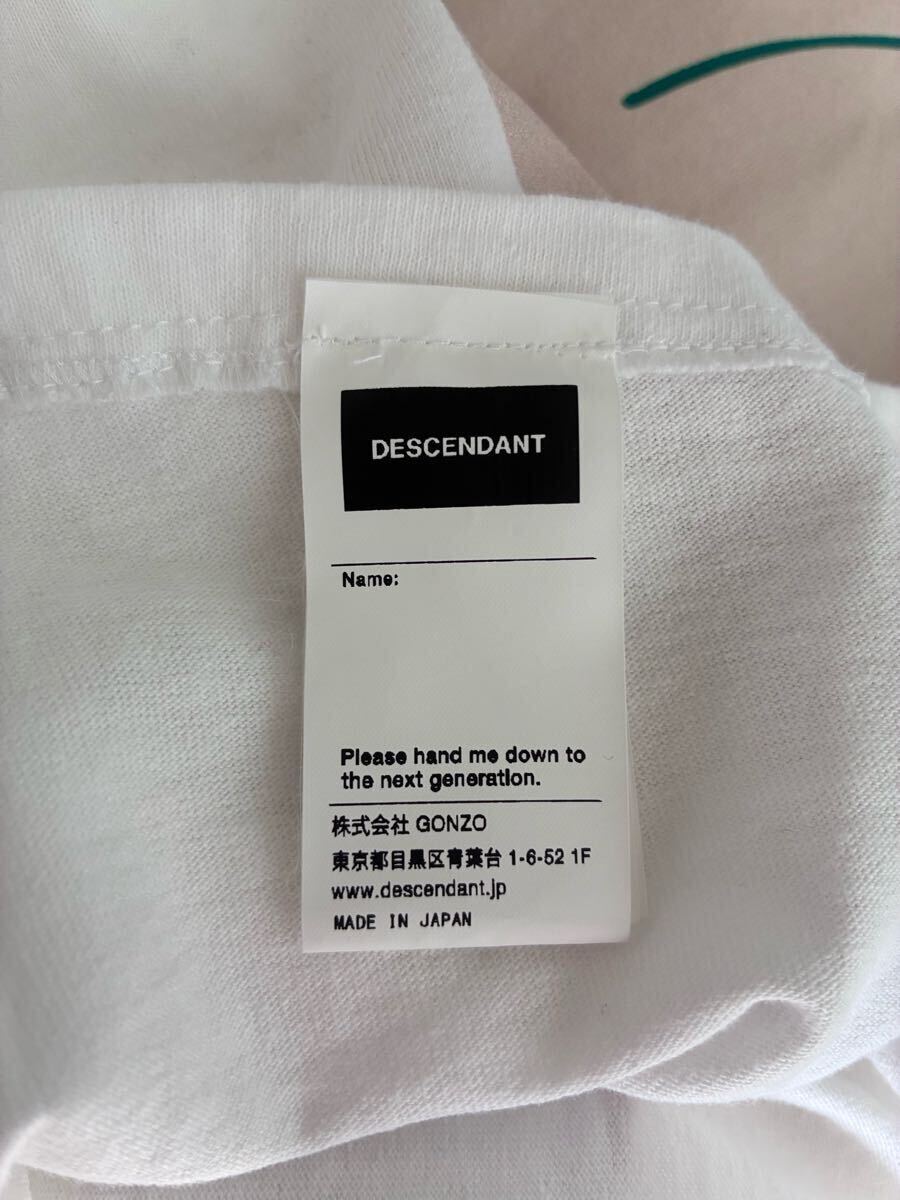 DESCENDANT
Name:
Please hand me down to
the next generation.
株式会社 GONZO
東京都目黒区青葉台 1-6-52 1F
www.descendant.jp
MADE IN JAPAN